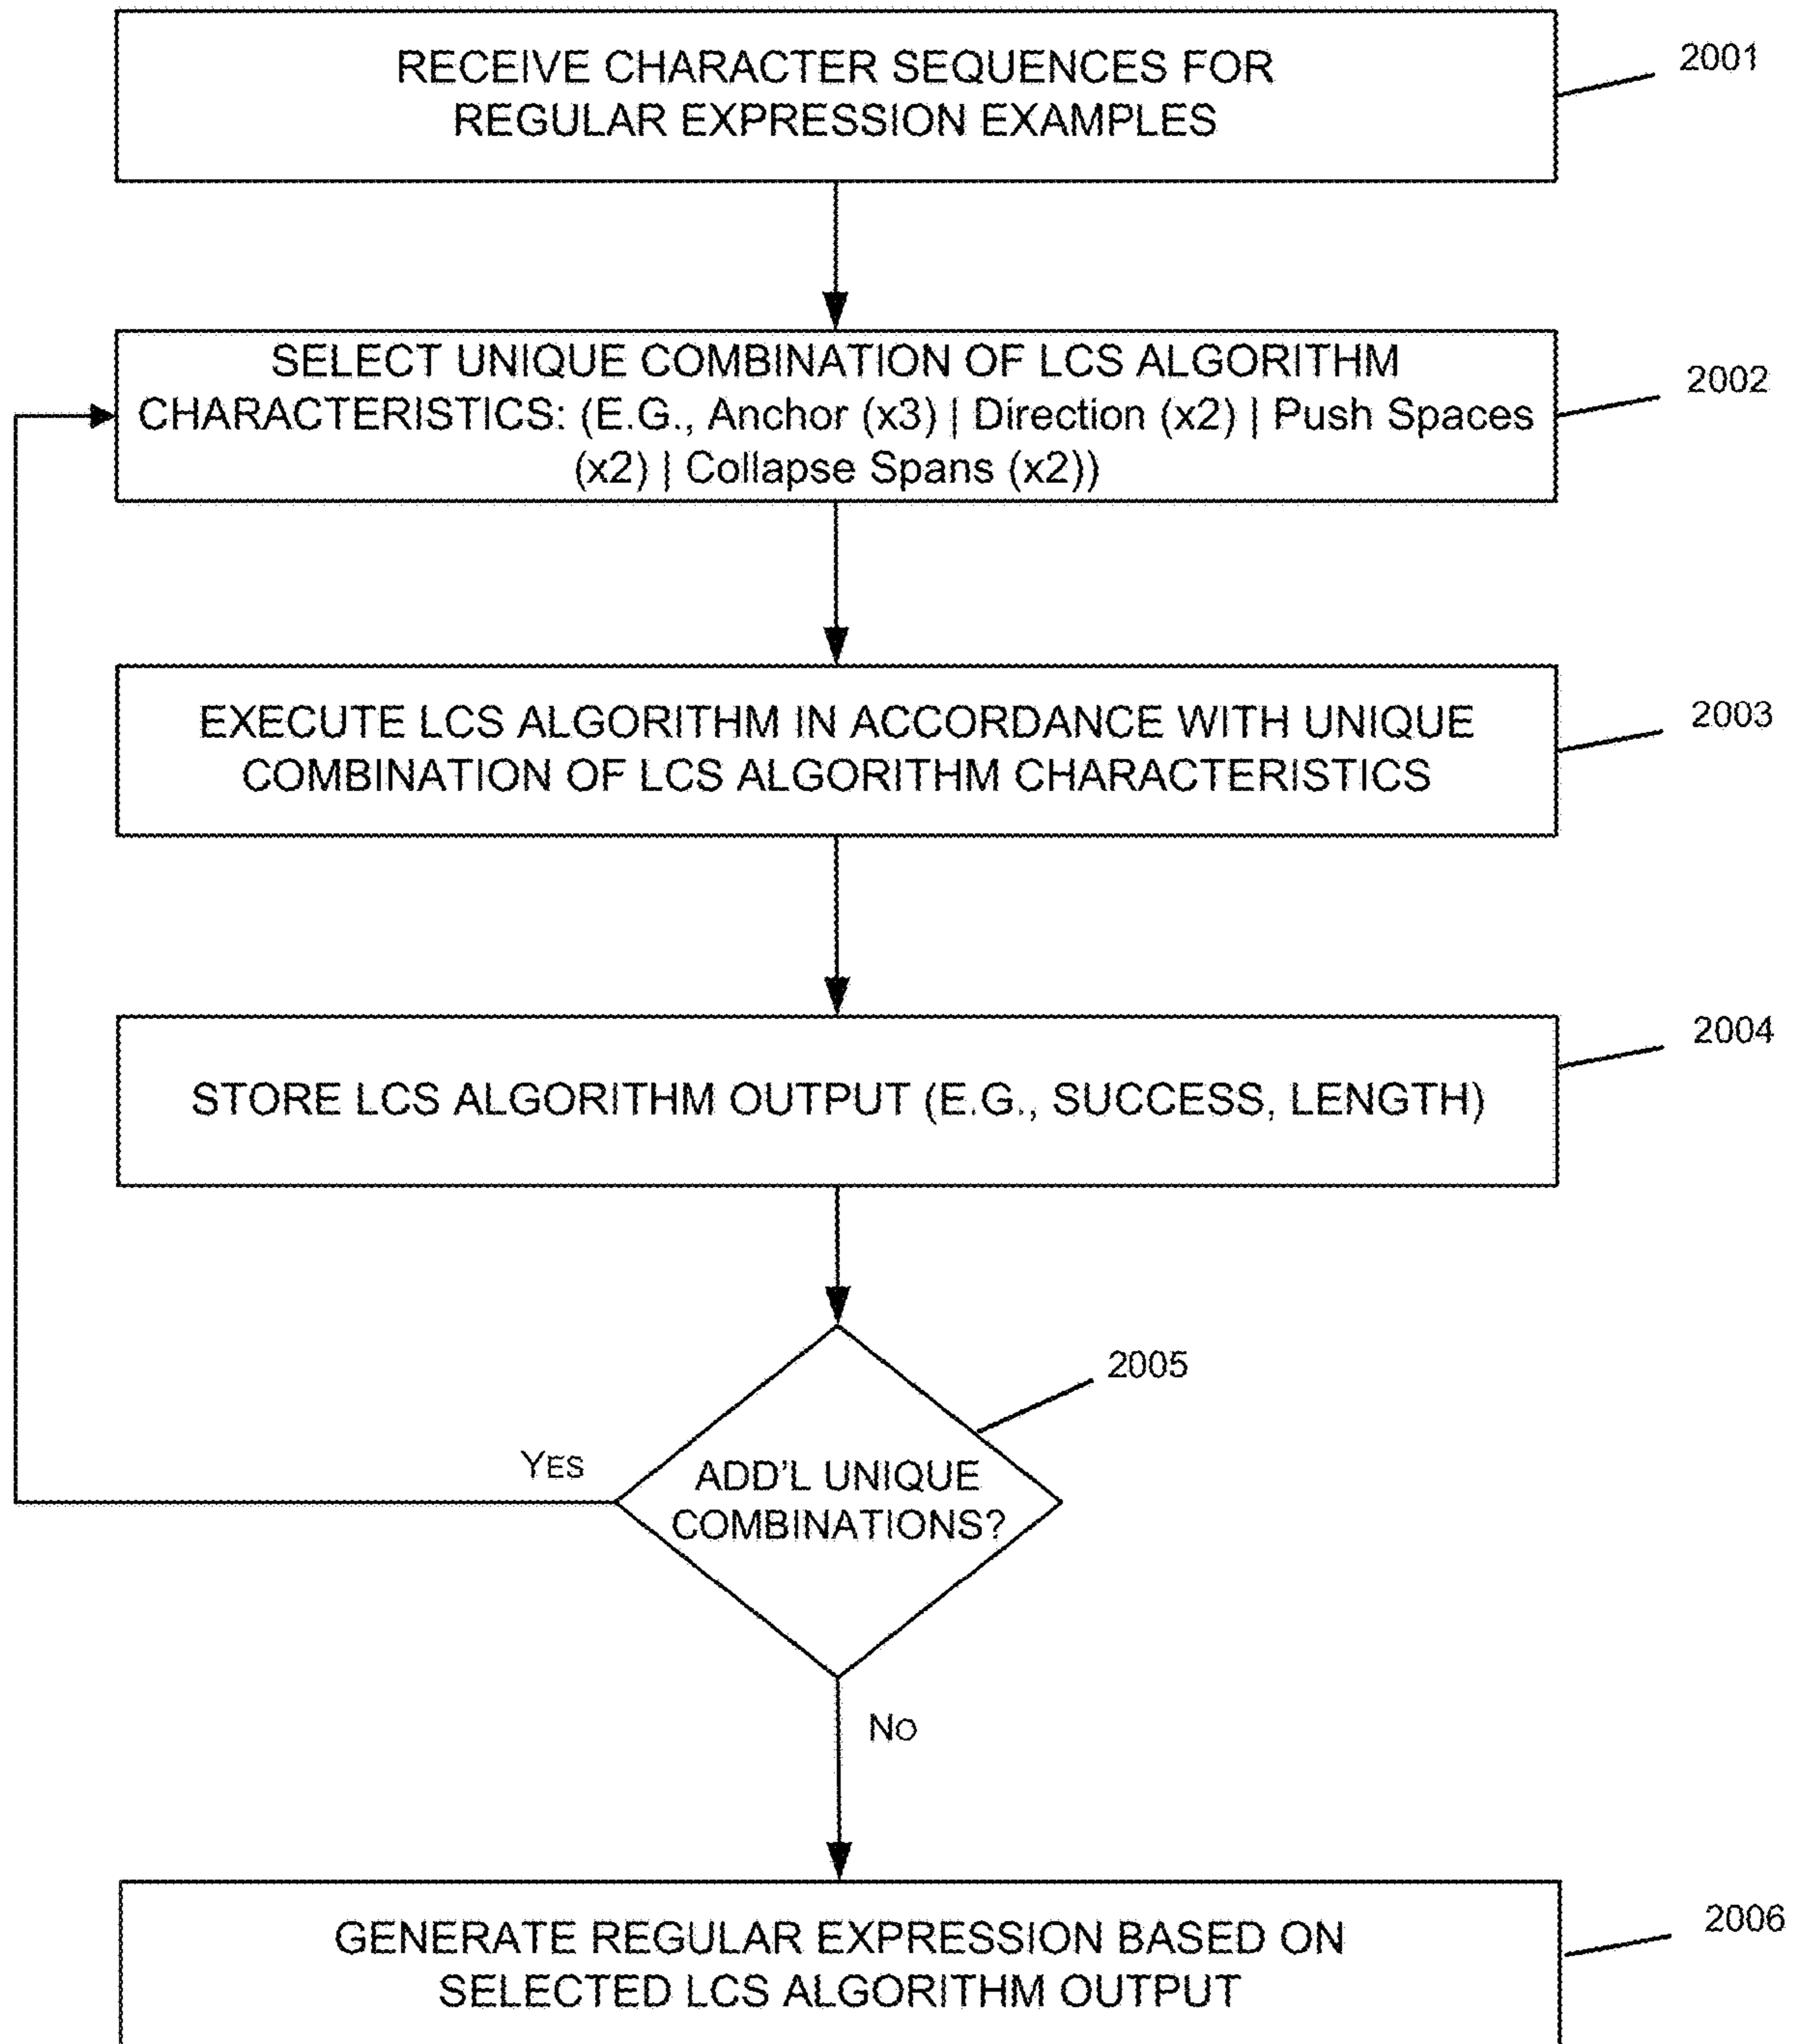 RECEIVE CHARACTER SEQUENCES FOR
REGULAR EXPRESSION EXAMPLES
2001
SELECT UNIQUE COMBINATION OF LCS ALGORITHM
CHARACTERISTICS: (E.G., Anchor (x3) | Direction (x2) | Push Spaces
(x2) | Collapse Spans (x2))
2002
EXECUTE LCS ALGORITHM IN ACCORDANCE WITH UNIQUE
COMBINATION OF LCS ALGORITHM CHARACTERISTICS
2003
STORE LCS ALGORITHM OUTPUT (E.G., SUCCESS, LENGTH)
2004
ADD'L UNIQUE
COMBINATIONS?
2005
YES
NO
GENERATE REGULAR EXPRESSION BASED ON
SELECTED LCS ALGORITHM OUTPUT
2006